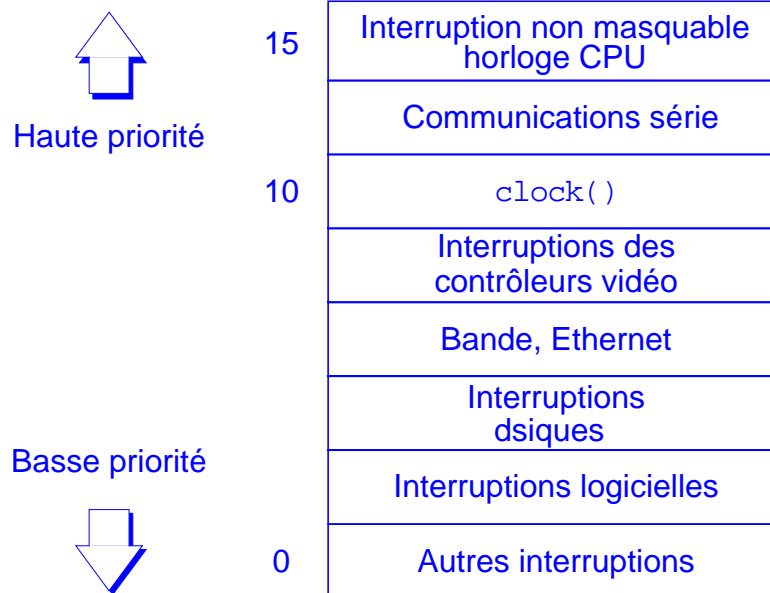 15
Interruption non masquable
horloge CPU
Haute priorité
Communications série
10
clock()
Interruptions des
contrôleurs vidéo
Bande, Ethernet
Interruptions
dsiques
Basse priorité
Interruptions logicielles
0
Autres interruptions